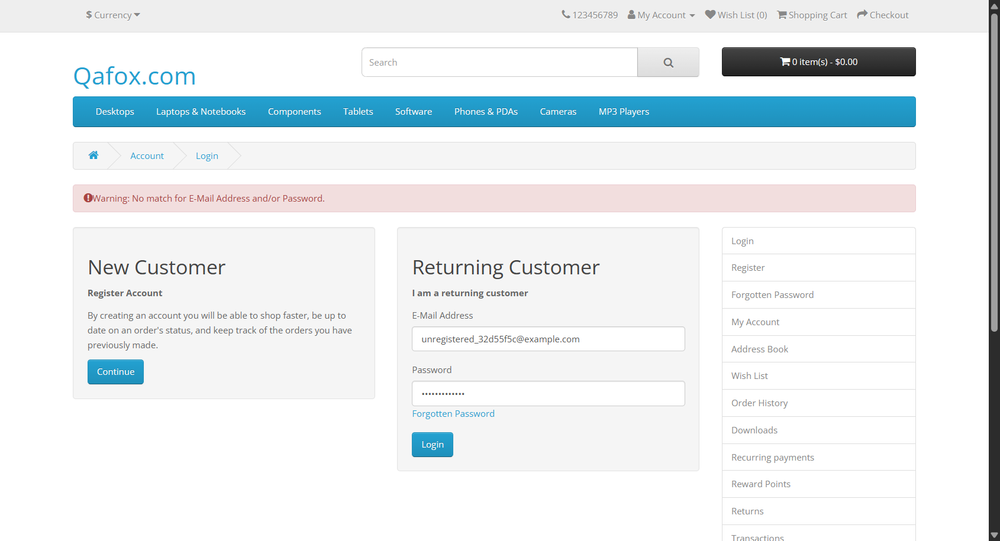 $ Currency
123456789 My Account Wish List (0) Shopping Cart Checkout
Qafox.com
Search
0 item(s) - $0.00
Desktops Laptops & Notebooks Components Tablets Software Phones & PDAs Cameras MP3 Players
Account Login
Warning: No match for E-Mail Address and/or Password.
New Customer
Register Account
By creating an account you will be able to shop faster, be up to
date on an order's status, and keep track of the orders you have
previously made.
Continue
Returning Customer
I am a returning customer
E-Mail Address
unregistered_32d55f5c@example.com
Password
•••••••••••••
Forgotten Password
Login
Login
Register
Forgotten Password
My Account
Address Book
Wish List
Order History
Downloads
Recurring payments
Reward Points
Returns
Transactions